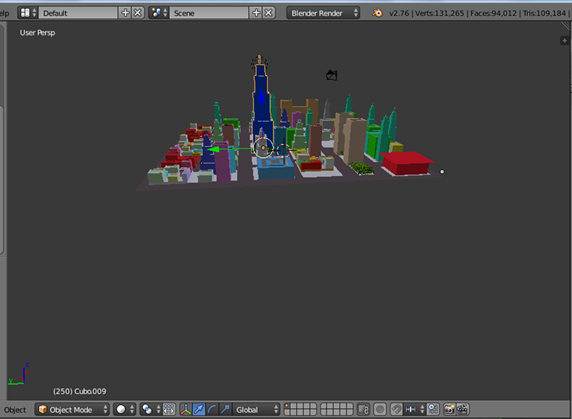 elp Default Scene Blender Render v2.76 | Verts:131,265 | Faces:94,012 | Tris:109,184 |
User Persp
(250) Cubo.009
Object Object Mode Global